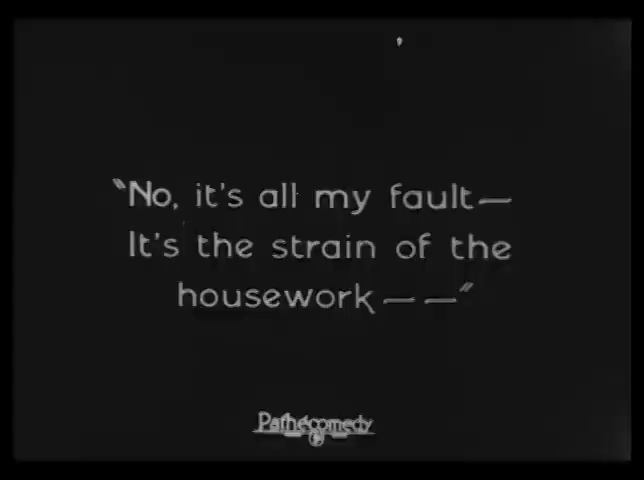 "No, it's all my fault—
It's the strain of the
housework — —"
Pathécomedy